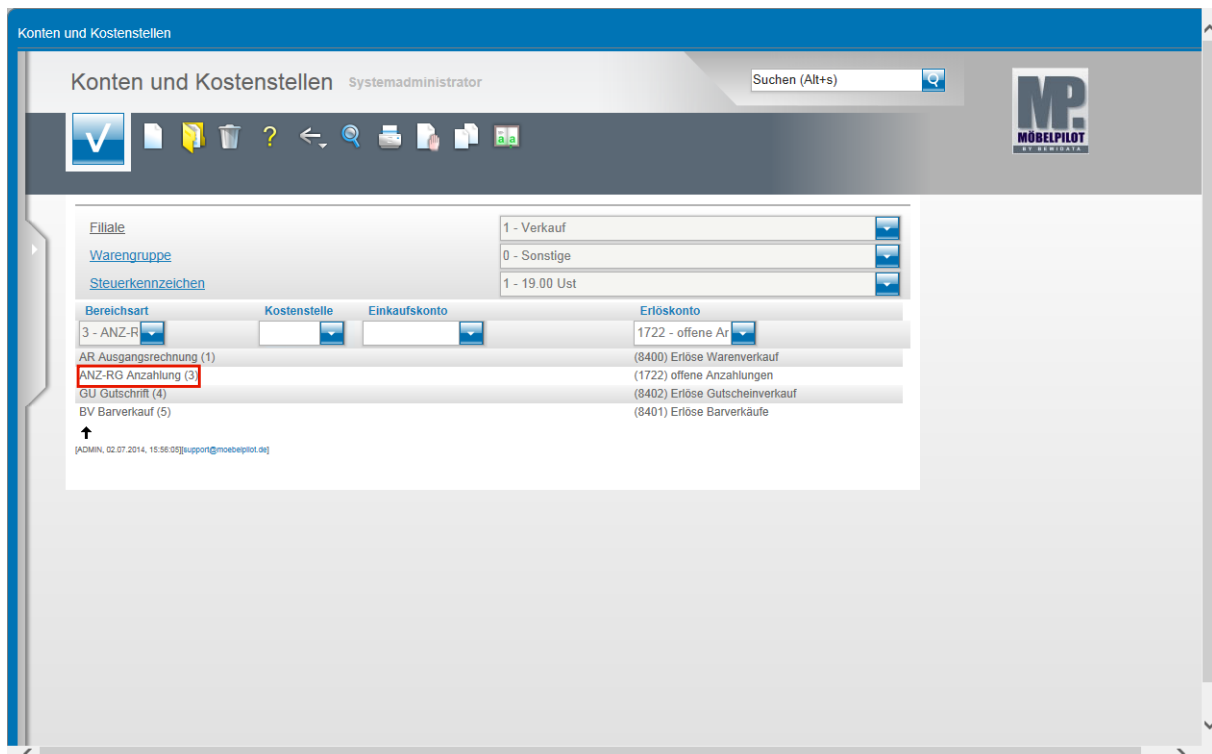 Konten und Kostenstellen
Konten und Kostenstellen Systemadministrator Suchen (Alt+s)
MP.
MÖBELPILOT
BY BEWIDATA
? a a
Filiale 1 - Verkauf
Warengruppe 0 - Sonstige
Steuerkennzeichen 1 - 19.00 Ust
Bereichsart Kostenstelle Einkaufskonto Erlöskonto
3 - ANZ-R 1722 - offene Ar
AR Ausgangsrechnung (1) (8400) Erlöse Warenverkauf
ANZ-RG Anzahlung (3) (1722) offene Anzahlungen
GU Gutschrift (4) (8402) Erlöse Gutscheinverkauf
BV Barverkauf (5) (8401) Erlöse Barverkäufe
[ADMIN, 02.07.2014, 15:56:05][support@moebelpilot.de]